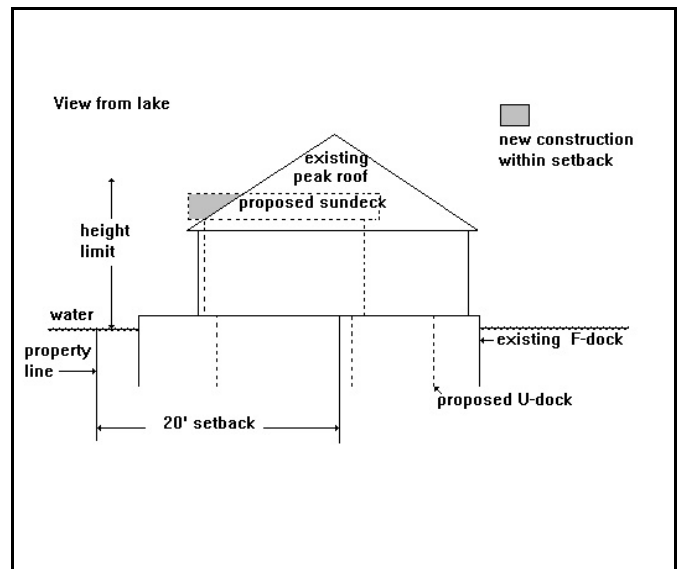 View from lake
new construction
within setback
existing
peak roof
proposed sundeck
height
limit
water
property
line
existing F-dock
proposed U-dock
20' setback